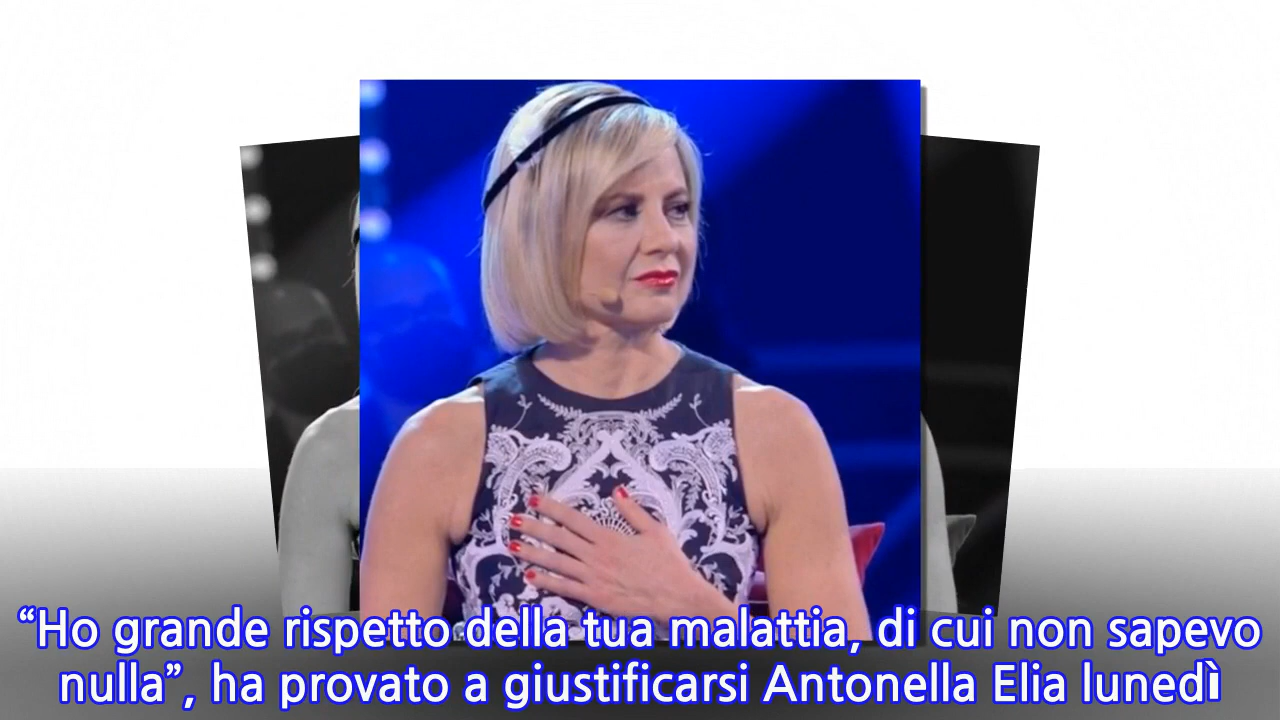 “Ho grande rispetto della tua malattia, di cui non sapevo
nulla”, ha provato a giustificarsi Antonella Elia lunedì